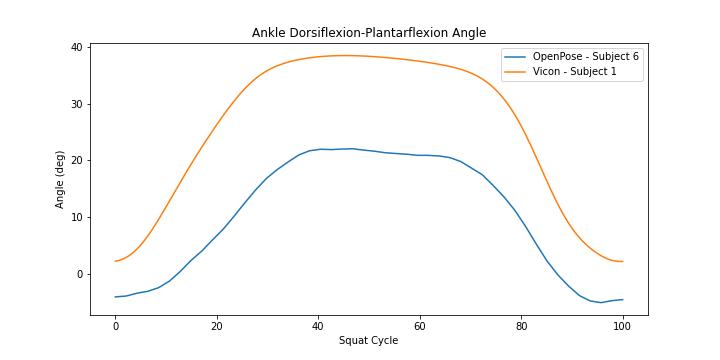 Ankle Dorsiflexion-Plantarflexion Angle
OpenPose - Subject 6
Vicon - Subject 1
40
30
20
10
0
Angle (deg)
0 20 40 60 80 100
Squat Cycle